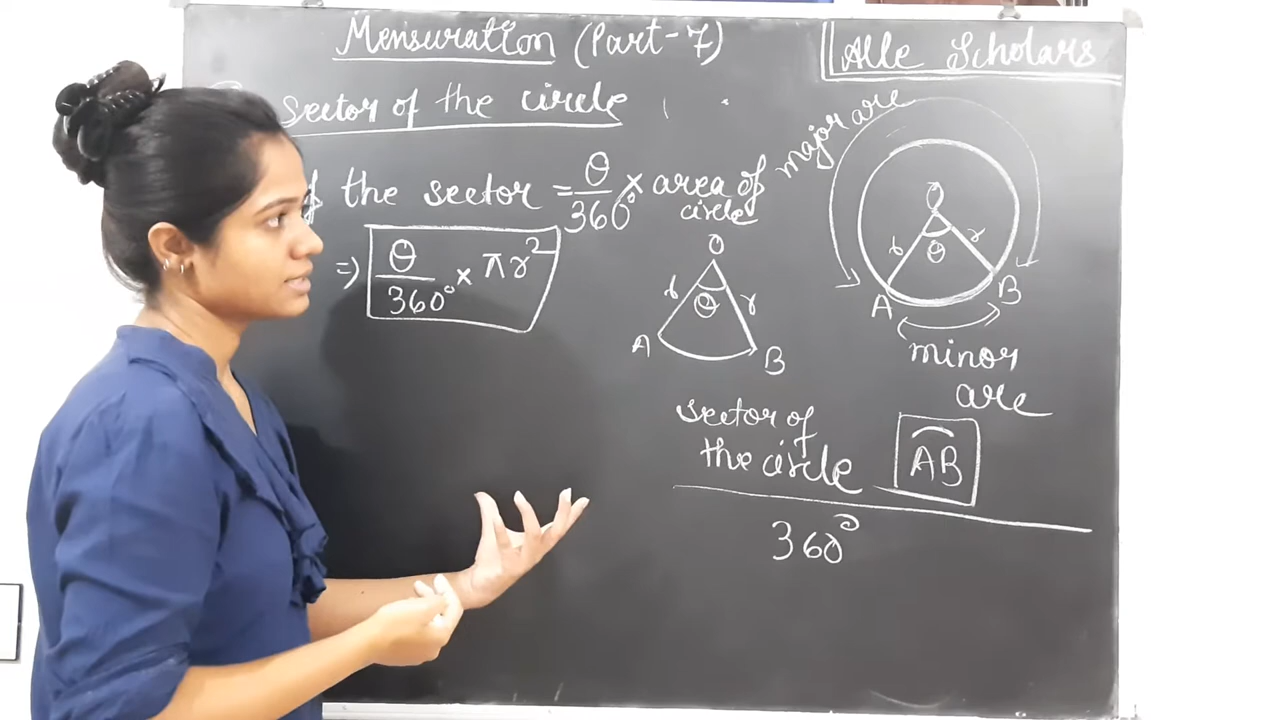 Mensuration (Part-7)
Alle Scholars
sector of the circle
major arc
of the sector = θ/360° × area of circle
=> θ/360° × πr²
O
r
r
θ
A
B
O
r
r
θ
A
B
minor
arc
sector of
the circle
AB
360°